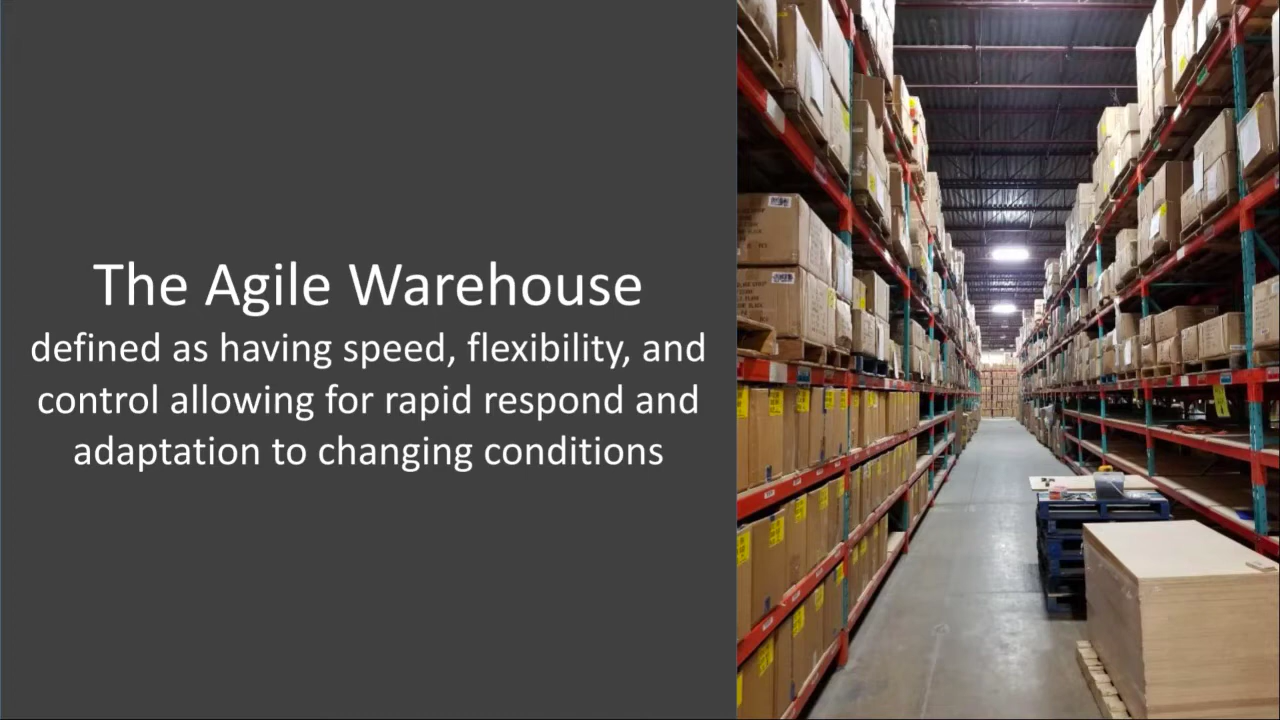 The Agile Warehouse
defined as having speed, flexibility, and
control allowing for rapid respond and
adaptation to changing conditions